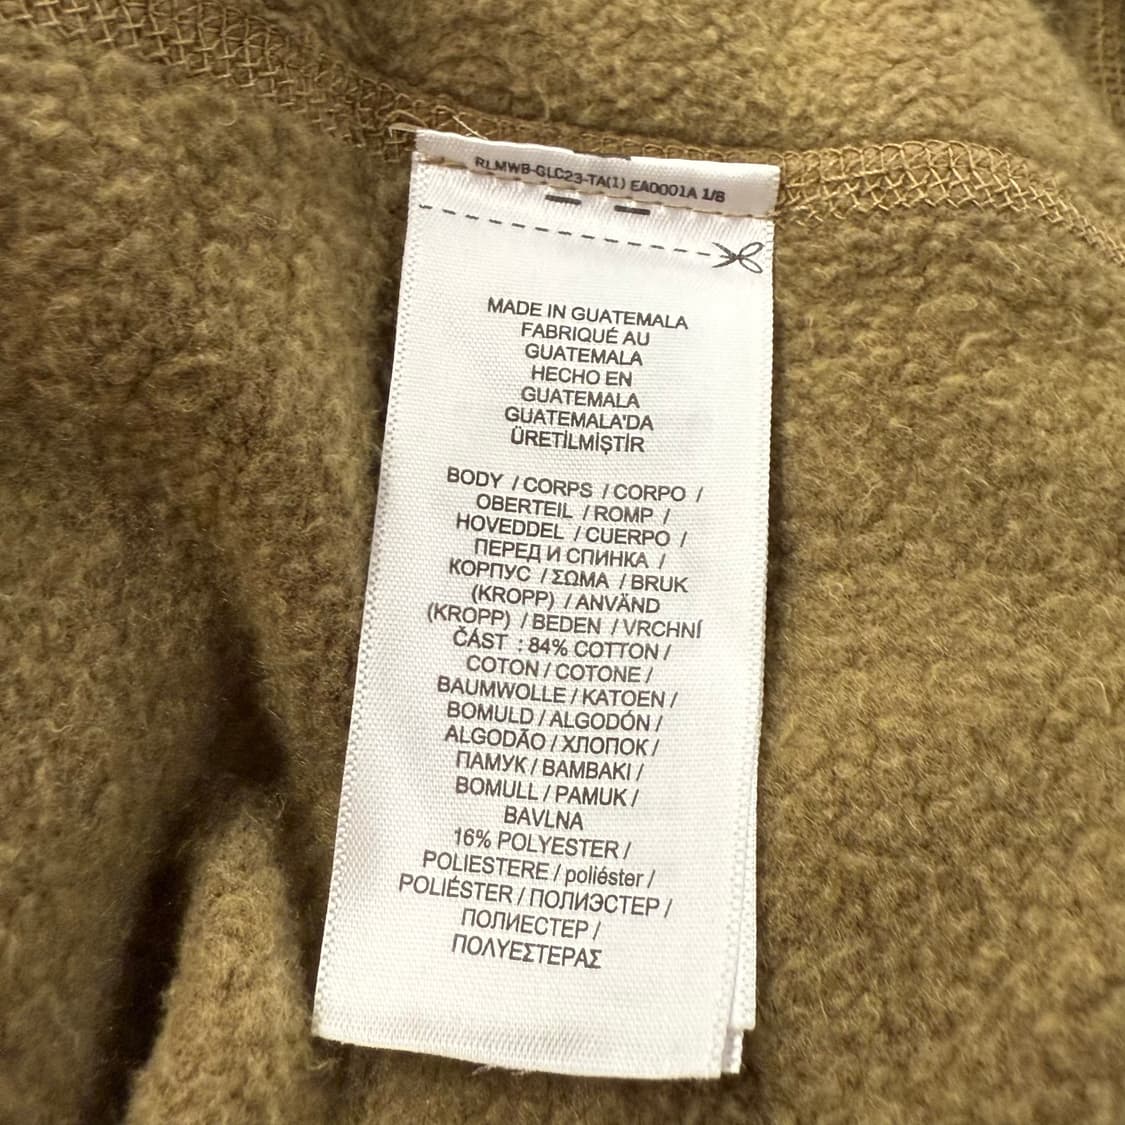 RLMWB-GLC23-TA(1) EA0001A 1/8
MADE IN GUATEMALA
FABRIQUÉ AU
GUATEMALA
HECHO EN
GUATEMALA
GUATEMALA'DA
ÜRETİLMİŞTİR
BODY / CORPS / CORPO /
OBERTEIL / ROMP /
HOVEDDEL / CUERPO /
ПЕРЕД И СПИНКА /
КОРПУС / ΣΩΜΑ / BRUK
(KROPP) / ANVÄND
(KROPP) / BEDEN / VRCHNÍ
ČÁST : 84% COTTON /
COTON / COTONE /
BAUMWOLLE / KATOEN /
BOMULD / ALGODÓN /
ALGODÃO / ХЛОПОК /
ПАМУК / BAMBAKI /
BOMULL / PAMUK /
BAVLNA
16% POLYESTER /
POLIESTERE / poliéster /
POLIÉSTER / ПОЛИЭСТЕР /
ПОЛИЕСТЕР /
ΠΟΛΥΕΣΤΕΡΑΣ